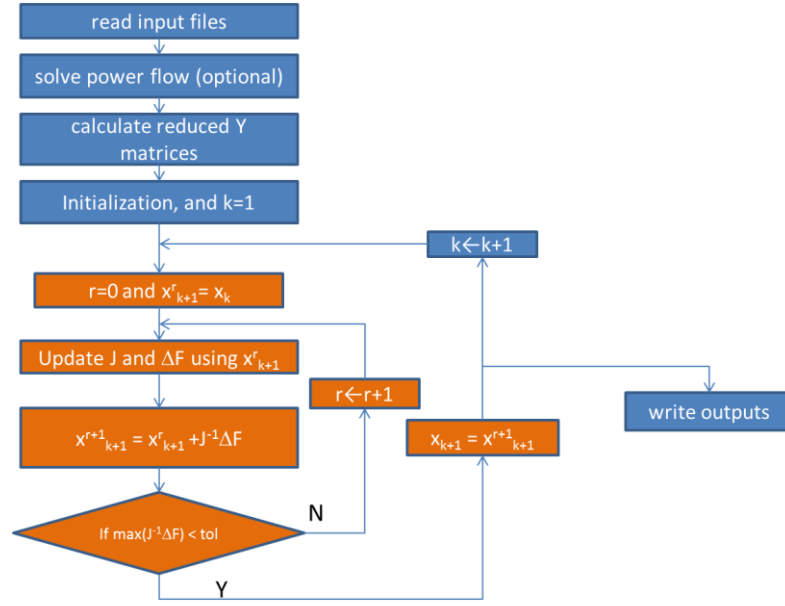 read input files
solve power flow (optional)
calculate reduced Y
matrices
Initialization, and k=1
k←k+1
r=0 and xʳₖ₊₁= xₖ
Update J and ΔF using xʳₖ₊₁
r←r+1
write outputs
xʳ⁺¹ₖ₊₁ = xʳₖ₊₁ +J⁻¹ΔF
xₖ₊₁ = xʳ⁺¹ₖ₊₁
If max(J⁻¹ΔF) < tol
N
Y